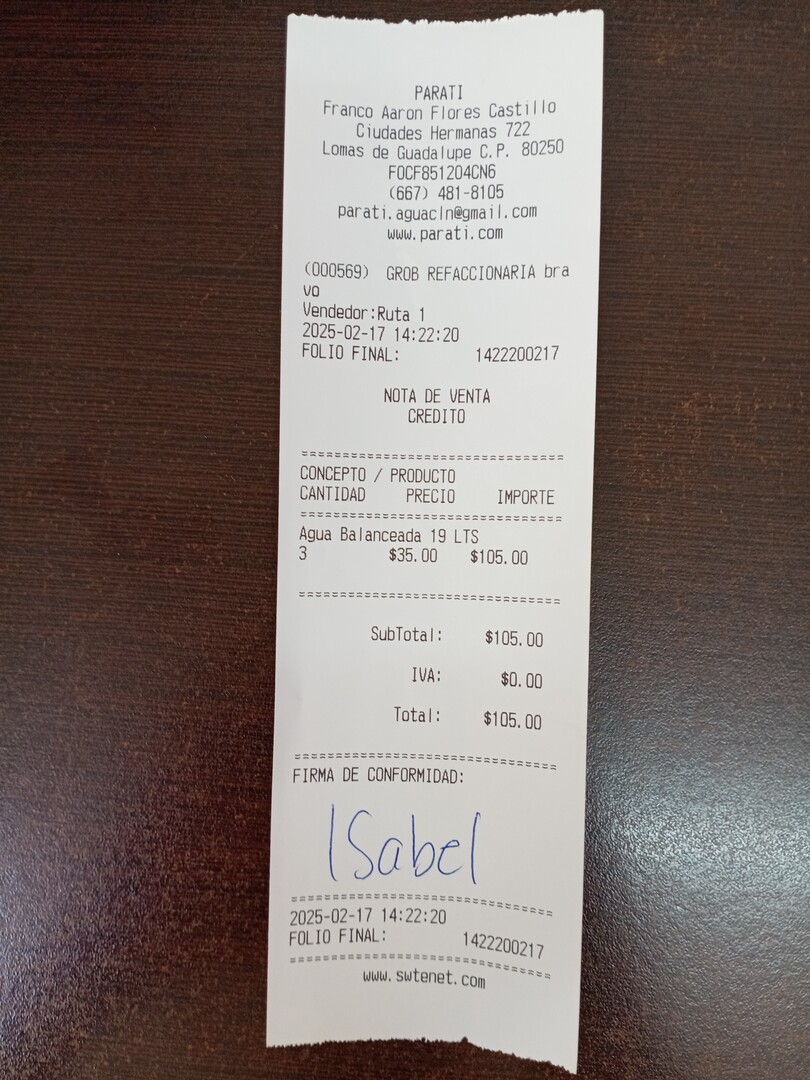 PARATI
Franco Aaron Flores Castillo
Ciudades Hermanas 722
Lomas de Guadalupe C.P. 80250
FOCF851204CN6
(667) 481-8105
parati.aguacln@gmail.com
www.parati.com
(000569) GROB REFACCIONARIA bra
vo
Vendedor:Ruta 1
2025-02-17 14:22:20
FOLIO FINAL: 1422200217
NOTA DE VENTA
CREDITO
================================
CONCEPTO / PRODUCTO
CANTIDAD PRECIO IMPORTE
================================
Agua Balanceada 19 LTS
3 $35.00 $105.00
================================
SubTotal: $105.00
IVA: $0.00
Total: $105.00
================================
FIRMA DE CONFORMIDAD:
Isabel
================================
2025-02-17 14:22:20
FOLIO FINAL: 1422200217
================================
www.swtenet.com